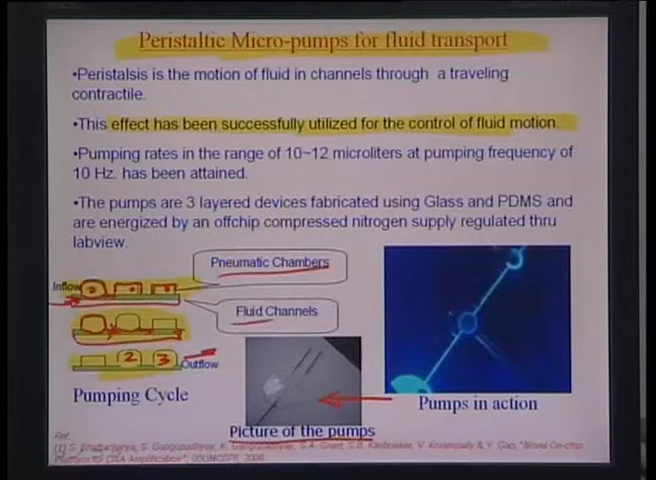 Peristaltic Micro-pumps for fluid transport
•Peristalsis is the motion of fluid in channels through a traveling
contractile.
•This effect has been successfully utilized for the control of fluid motion.
•Pumping rates in the range of 10~12 microliters at pumping frequency of
10 Hz. has been attained.
•The pumps are 3 layered devices fabricated using Glass and PDMS and
are energized by an offchip compressed nitrogen supply regulated thru
labview.
Pneumatic Chambers
Inflow
Fluid Channels
2 3
Outflow
Pumping Cycle
Pumps in action
Picture of the pumps
Ref.
[1] S. Bhattacharya, S. Gangopadhyay,